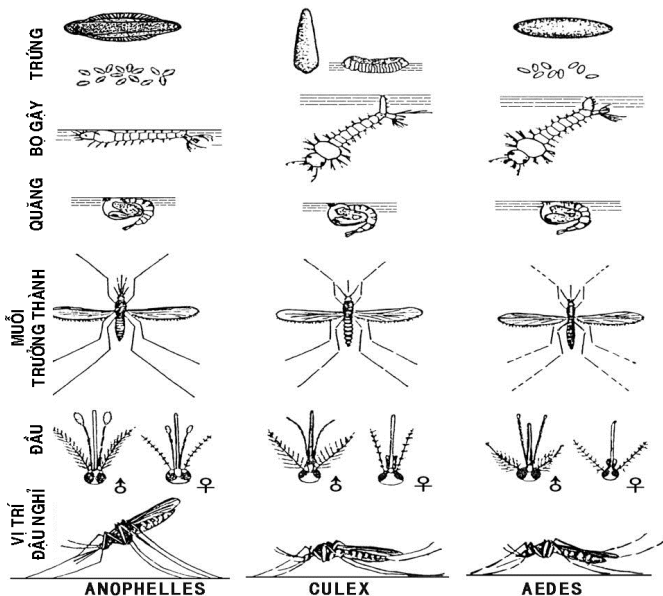 TRỨNG
BỌ GẬY
QUĂNG
MUỖI
TRƯỞNG THÀNH
ĐẦU
♂ ♀ ♂ ♀ ♂ ♀
VỊ TRÍ
ĐẬU NGHỈ
ANOPHELLES CULEX AEDES